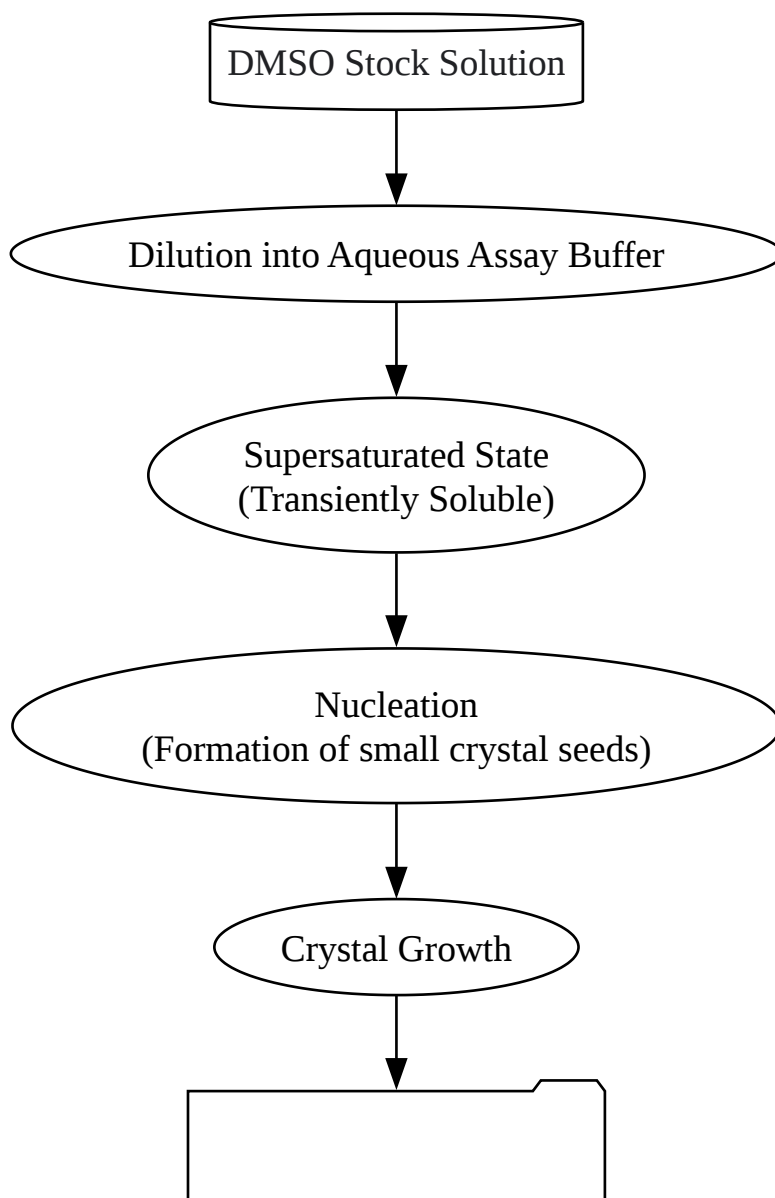 DMSO Stock Solution
Dilution into Aqueous Assay Buffer
Supersaturated State
(Transiently Soluble)
Nucleation
(Formation of small crystal seeds)
Crystal Growth